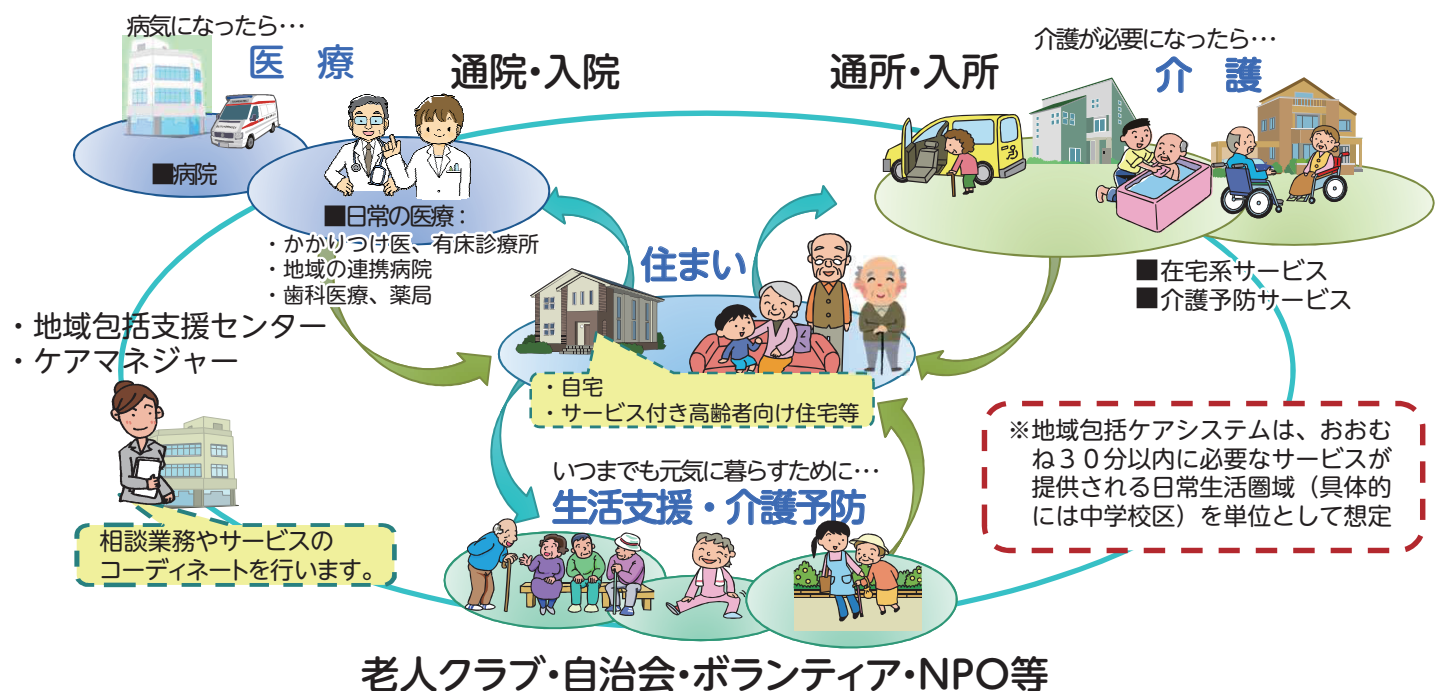 病気になったら･･･
医　療
通院・入院
通所・入所
介護が必要になったら･･･
介　護
■病院
■日常の医療：
・かかりつけ医、有床診療所
・地域の連携病院
・歯科医療、薬局
住まい
■在宅系サービス
■介護予防サービス
・地域包括支援センター
・ケアマネジャー
・自宅
・サービス付き高齢者向け住宅等
※地域包括ケアシステムは、おおむ
ね３０分以内に必要なサービスが
提供される日常生活圏域（具体的
には中学校区）を単位として想定
いつまでも元気に暮らすために･･･
生活支援・介護予防
相談業務やサービスの
コーディネートを行います。
老人クラブ・自治会・ボランティア・NPO等